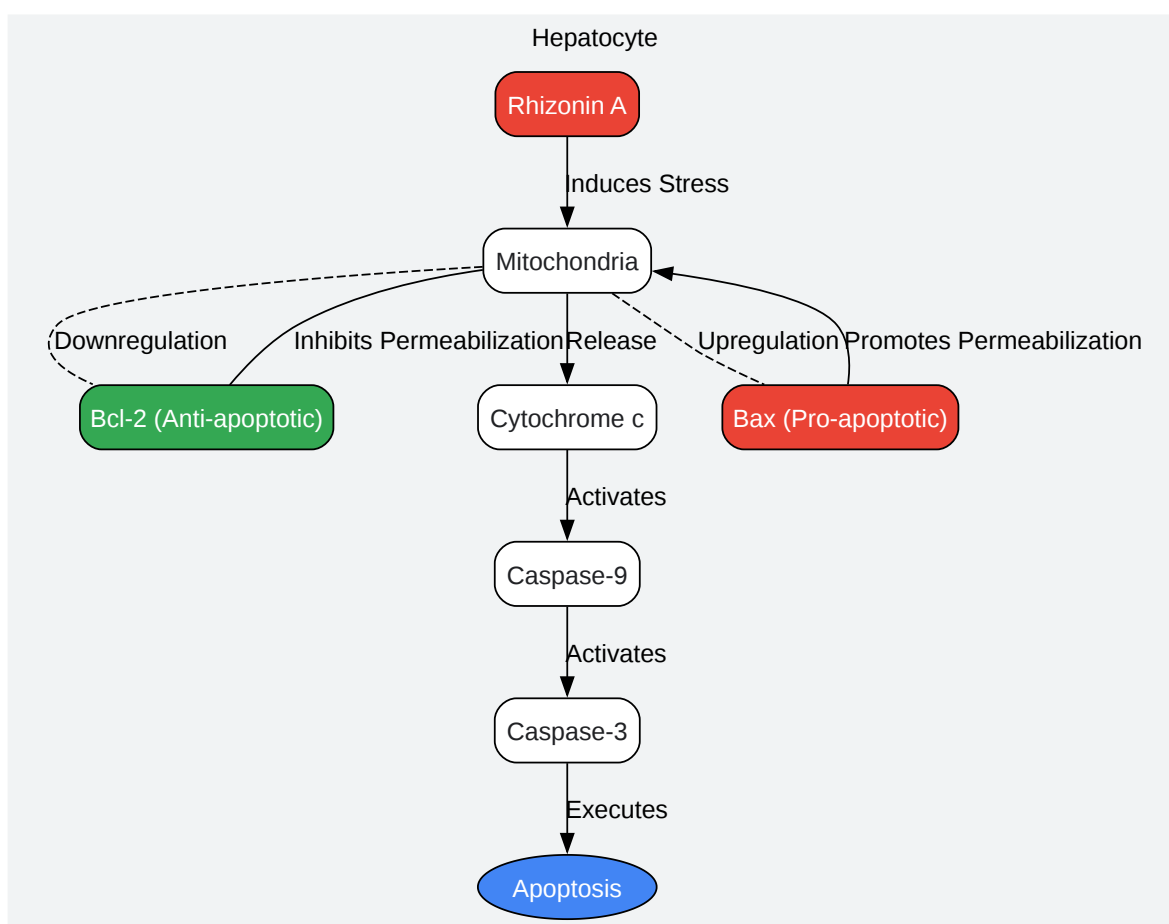 Hepatocyte
Rhizonin A
Induces Stress
Mitochondria
Downregulation
Inhibits Permeabilization
Release
Upregulation
Promotes Permeabilization
Bcl-2 (Anti-apoptotic)
Cytochrome c
Bax (Pro-apoptotic)
Activates
Caspase-9
Activates
Caspase-3
Executes
Apoptosis